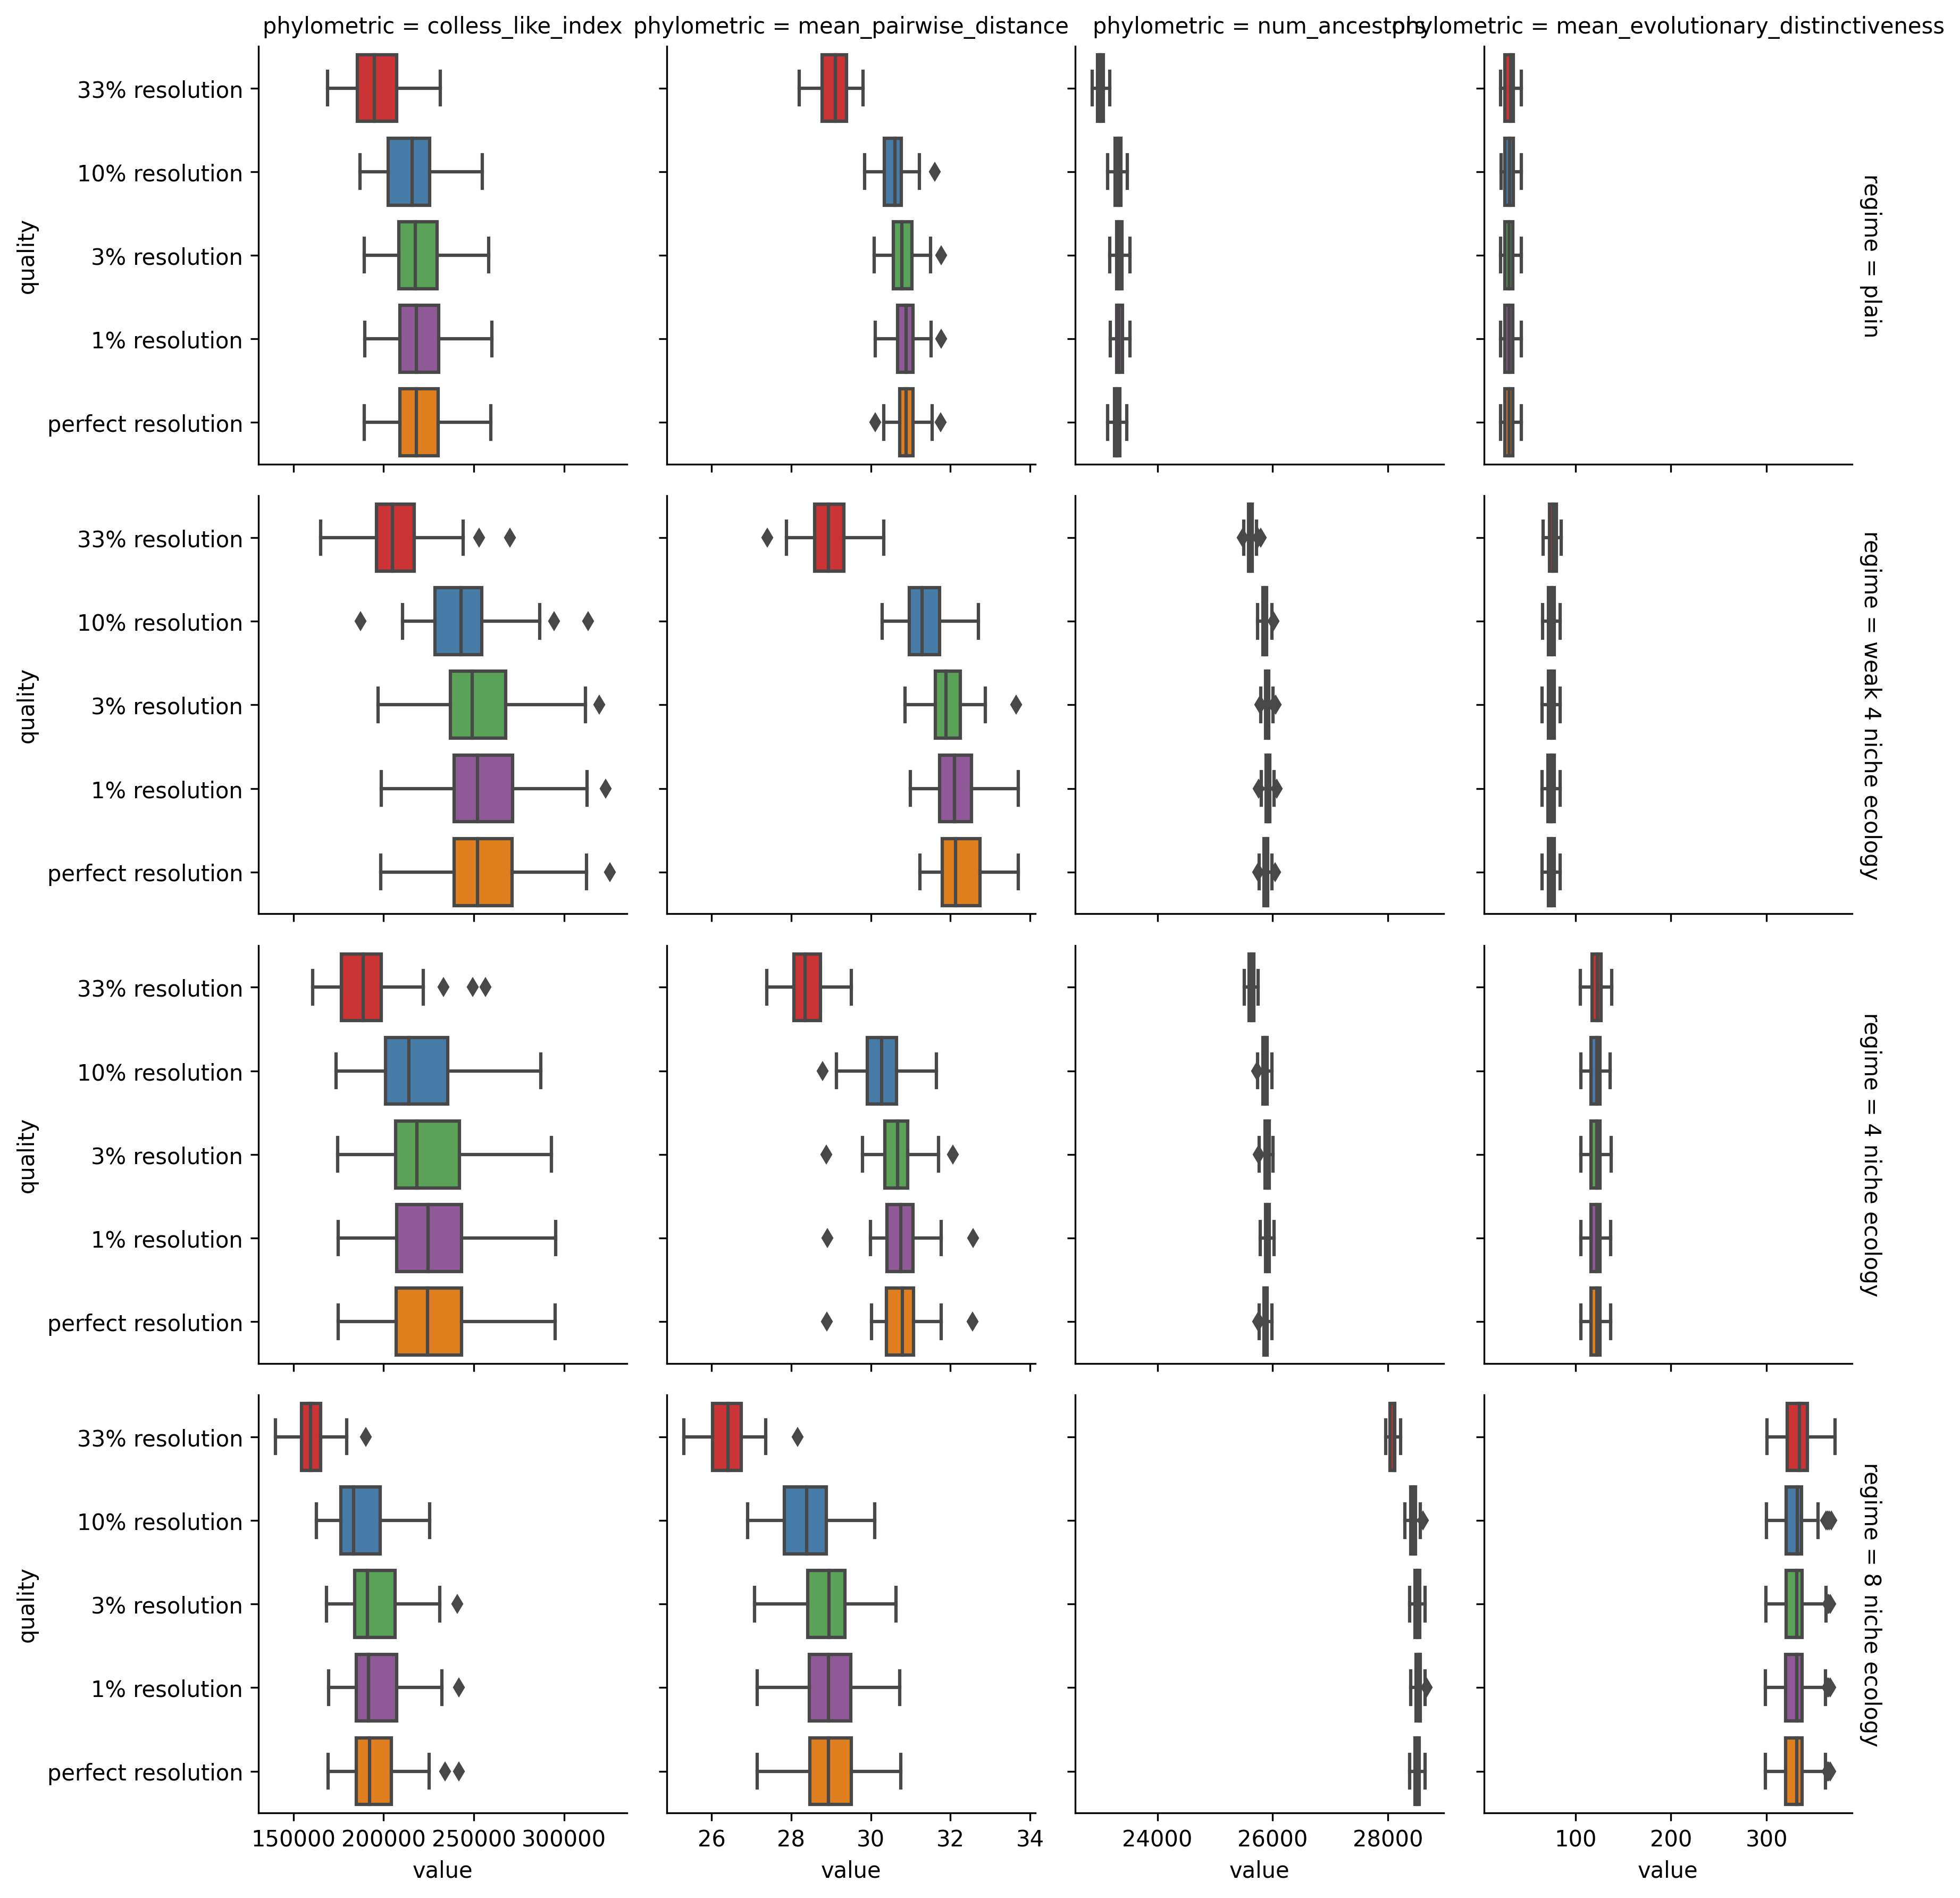 phylometric = colless_like_index
phylometric = mean_pairwise_distance
phylometric = num_ancestors
phylometric = mean_evolutionary_distinctiveness
quality
33% resolution
10% resolution
3% resolution
1% resolution
perfect resolution
regime = plain
quality
33% resolution
10% resolution
3% resolution
1% resolution
perfect resolution
regime = weak 4 niche ecology
quality
33% resolution
10% resolution
3% resolution
1% resolution
perfect resolution
regime = 4 niche ecology
quality
33% resolution
10% resolution
3% resolution
1% resolution
perfect resolution
regime = 8 niche ecology
150000 200000 250000 300000
26 28 30 32 34
24000 26000 28000
100 200 300
value
value
value
value